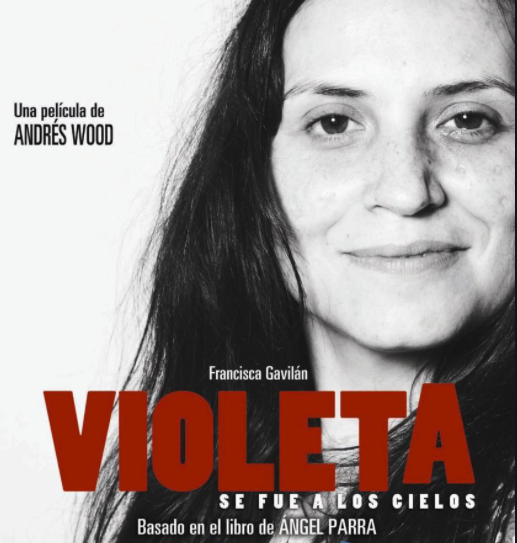 Una película de
ANDRÉS WOOD
Francisca Gavilán
VIOLETA
SE FUE A LOS CIELOS
Basado en el libro de ÁNGEL PARRA